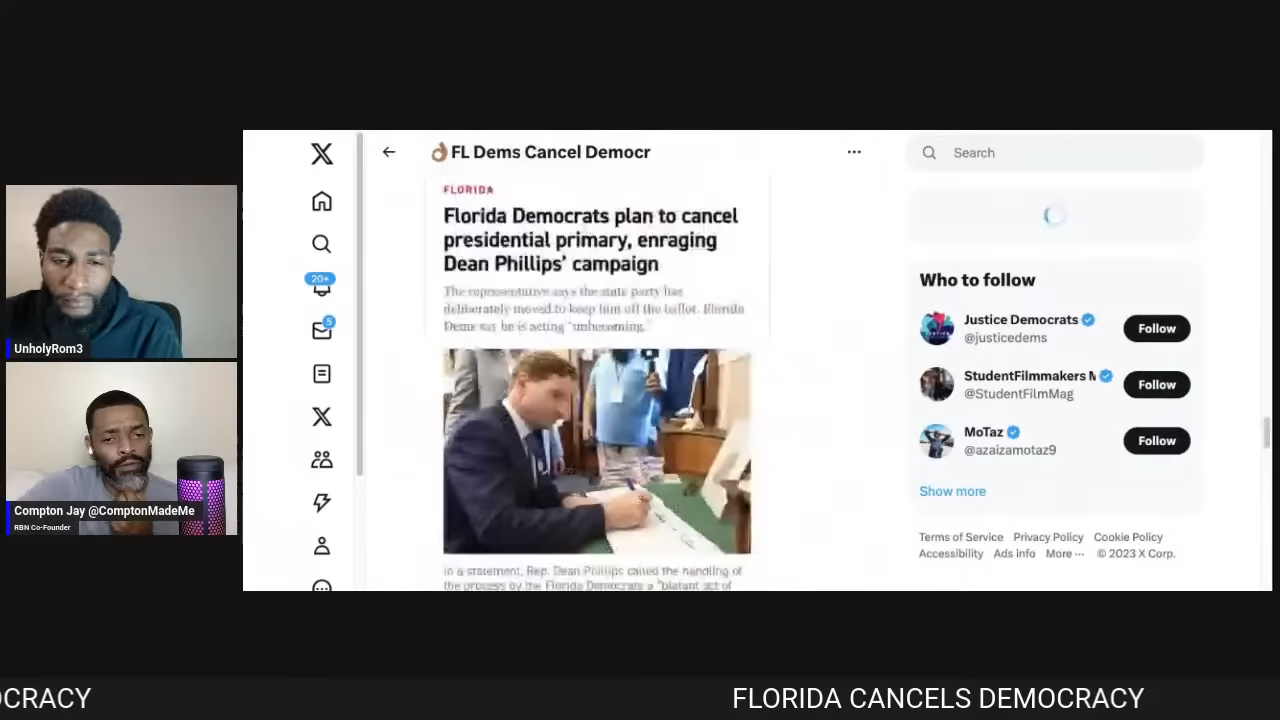 FL Dems Cancel Democr
Search
FLORIDA
Florida Democrats plan to cancel
presidential primary, enraging
Dean Phillips’ campaign
The representative says the state party has
deliberately moved to keep him off the ballot. Florida
Dems say he is acting "unbecoming."
In a statement, Rep. Dean Phillips called the handling of
the process by the Florida Democrats a "blatant act of
20+
5
Who to follow
Justice Democrats
@justicedems
Follow
StudentFilmmakers M
@StudentFilmMag
Follow
MoTaz
@azaizamotaz9
Follow
Show more
Terms of Service Privacy Policy Cookie Policy
Accessibility Ads info More ··· © 2023 X Corp.
UnholyRom3
Compton Jay @ComptonMadeMe
RBN Co-Founder
OCRACY
FLORIDA CANCELS DEMOCRACY